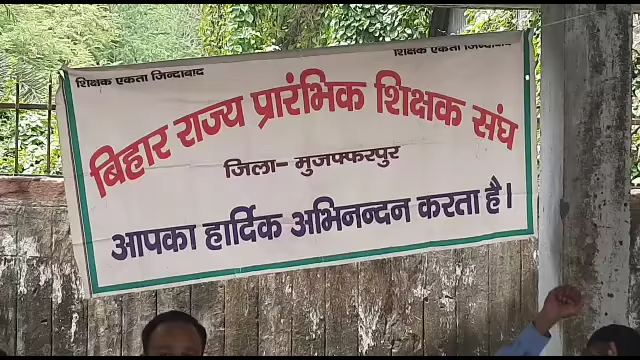 शिक्षक एकता जिन्दाबाद शिक्षक एकता जिन्दाबाद
बिहार राज्य प्रारंभिक शिक्षक संघ
जिला- मुजफ्फरपुर
आपका हार्दिक अभिनन्दन करता है।